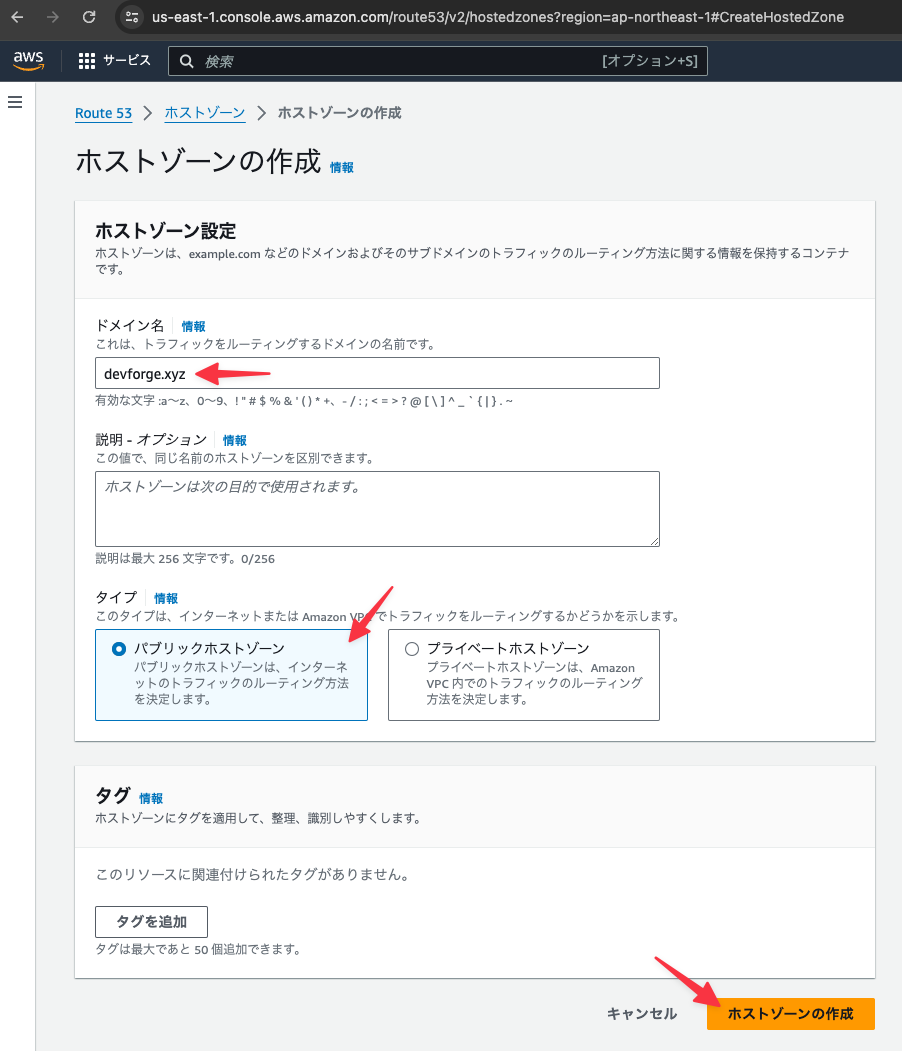 us-east-1.console.aws.amazon.com/route53/v2/hostedzones?region=ap-northeast-1#CreateHostedZone
aws サービス 検索 [オプション+S]
Route 53 ホストゾーン ホストゾーンの作成
ホストゾーンの作成 情報
ホストゾーン設定
ホストゾーンは、example.com などのドメインおよびそのサブドメインのトラフィックのルーティング方法に関する情報を保持するコンテナ
です。
ドメイン名 情報
これは、トラフィックをルーティングするドメインの名前です。
devforge.xyz
有効な文字 :a〜z、0〜9、! " # $ % & ' ( ) * +、- / : ; < = > ? @ [ \ ] ^ _ ` { | } . ~
説明 - オプション 情報
この値で、同じ名前のホストゾーンを区別できます。
ホストゾーンは次の目的で使用されます。
説明は最大 256 文字です。0/256
タイプ 情報
このタイプは、インターネットまたは Amazon VPC でトラフィックをルーティングするかどうかを示します。
パブリックホストゾーン
パブリックホストゾーンは、インターネ
ットのトラフィックのルーティング方法
を決定します。
プライベートホストゾーン
プライベートホストゾーンは、Amazon
VPC 内でのトラフィックのルーティング
方法を決定します。
タグ 情報
ホストゾーンにタグを適用して、整理、識別しやすくします。
このリソースに関連付けられたタグがありません。
タグを追加
タグは最大であと 50 個追加できます。
キャンセル ホストゾーンの作成